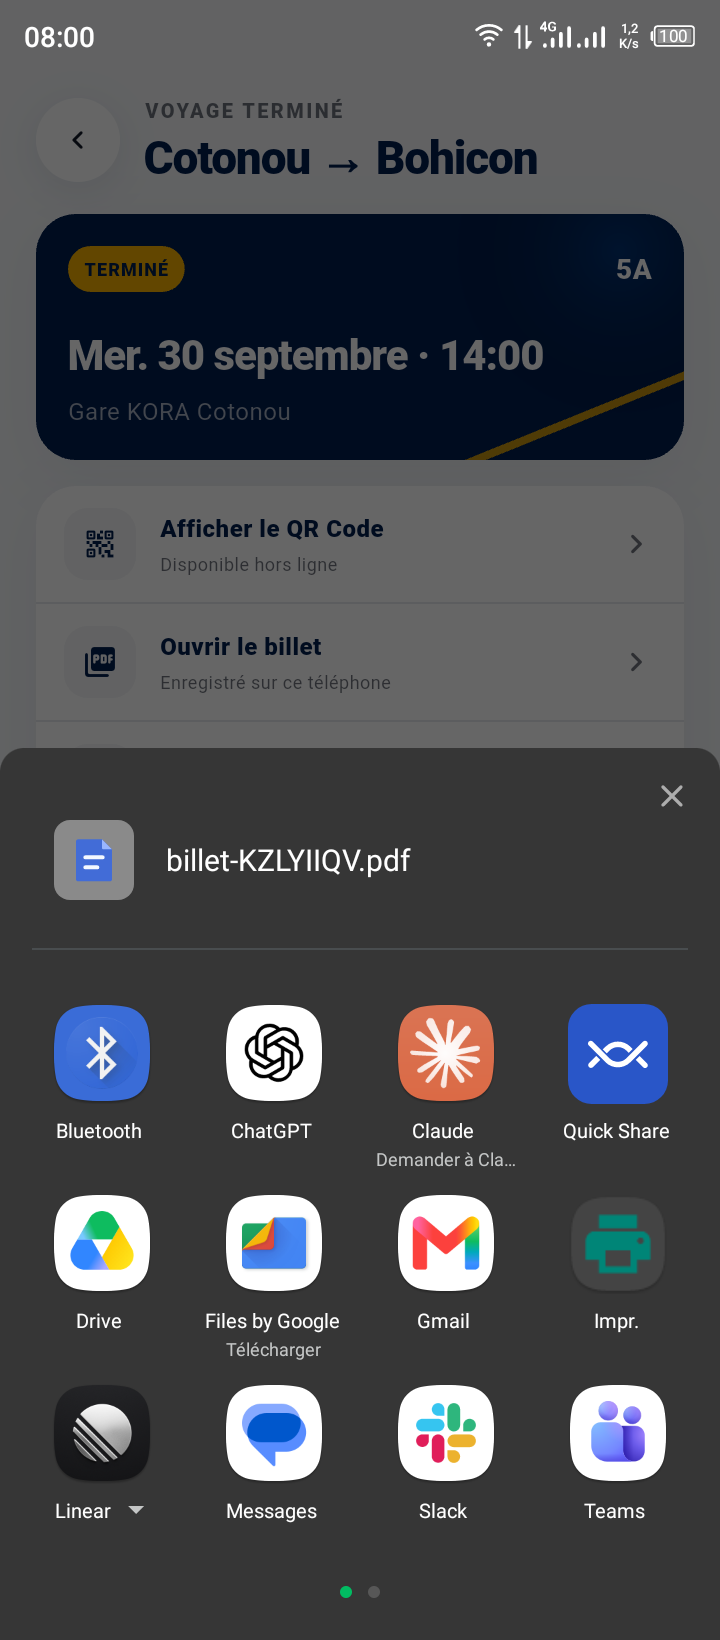 08:00
4G
1,2
K/s
100
VOYAGE TERMINÉ
Cotonou → Bohicon
TERMINÉ
5A
Mer. 30 septembre · 14:00
Gare KORA Cotonou
Afficher le QR Code
Disponible hors ligne
PDF
Ouvrir le billet
Enregistré sur ce téléphone
billet-KZLYIIQV.pdf
Bluetooth
ChatGPT
Claude
Quick Share
Demander à Cla...
Drive
Files by Google
Gmail
Impr.
Télécharger
Linear
Messages
Slack
Teams